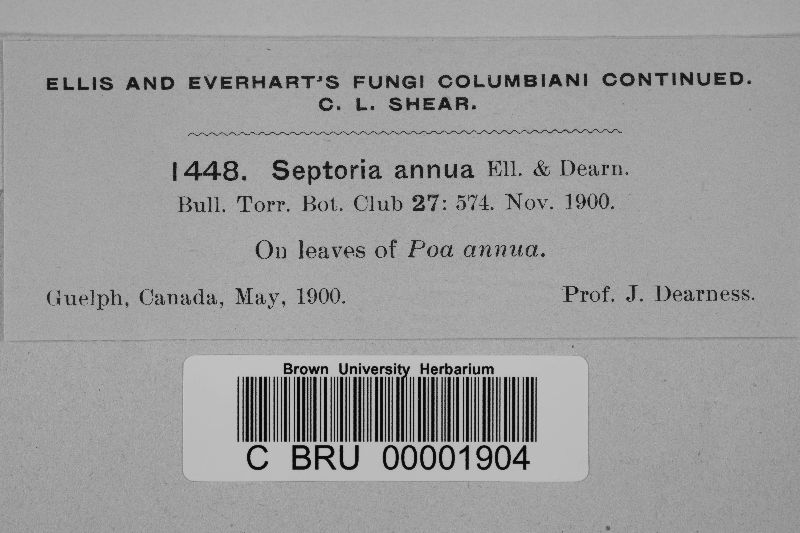 ELLIS AND EVERHART'S FUNGI COLUMBIANI CONTINUED.
C. L. SHEAR.
1448. Septoria annua Ell. & Dearn.
Bull. Torr. Bot. Club 27: 574. Nov. 1900.
On leaves of Poa annua.
Guelph, Canada, May, 1900. Prof. J. Dearness.
Brown University Herbarium
C BRU 00001904